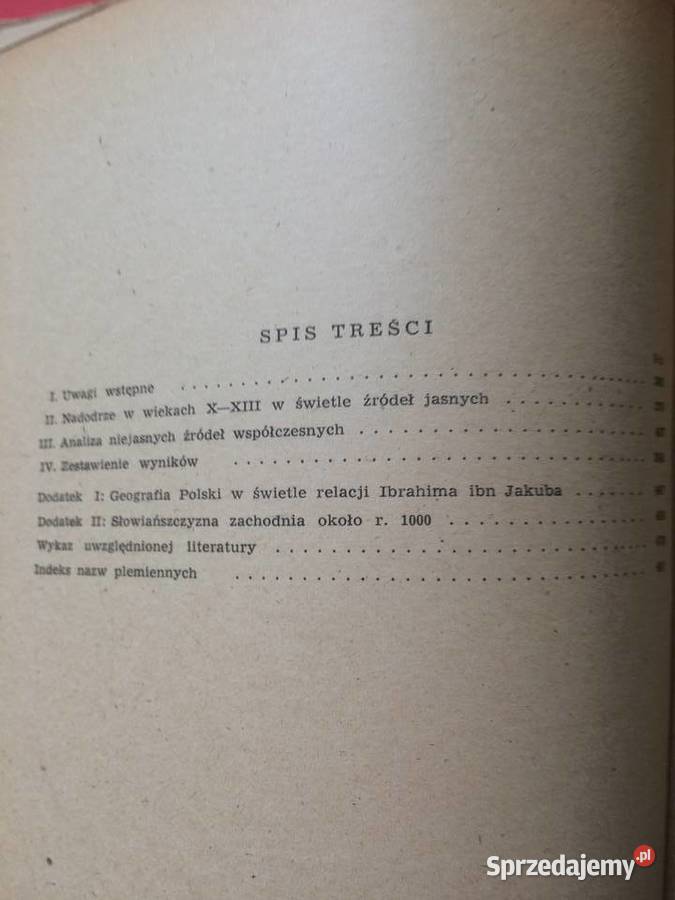 SPIS TREŚCI
I. Uwagi wstępne . . . . . . . . . . . . . . . . . . . . . . . . . . . .
II. Nadodrze w wiekach X—XIII w świetle źródeł jasnych . . . . . . . .
III. Analiza niejasnych źródeł współczesnych . . . . . . . . . . . . . . .
IV. Zestawienie wyników . . . . . . . . . . . . . . . . . . . . . .
Dodatek I: Geografia Polski w świetle relacji Ibrahima ibn Jakuba . . . . .
Dodatek II: Słowiańszczyzna zachodnia około r. 1000 . . . . . . . . . . .
Wykaz uwzględnionej literatury . . . . . . . . . . . . . . . . . . . .
Indeks nazw plemiennych . . . . . . . . . . . . . . . . . . . . . .
Sprzedajemy.pl